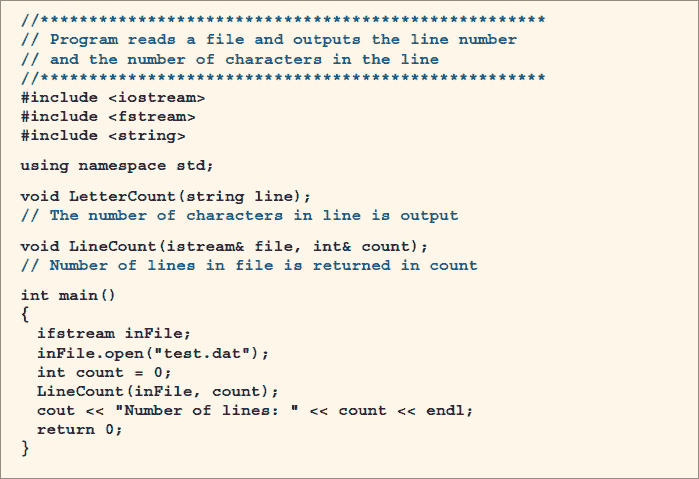 //****************************************************
// Program reads a file and outputs the line number
// and the number of characters in the line
//****************************************************
#include <iostream>
#include <fstream>
#include <string>
using namespace std;
void LetterCount(string line);
// The number of characters in line is output
void LineCount(istream& file, int& count);
// Number of lines in file is returned in count
int main()
{
  ifstream inFile;
  inFile.open("test.dat");
  int count = 0;
  LineCount(inFile, count);
  cout << "Number of lines: " << count << endl;
  return 0;
}